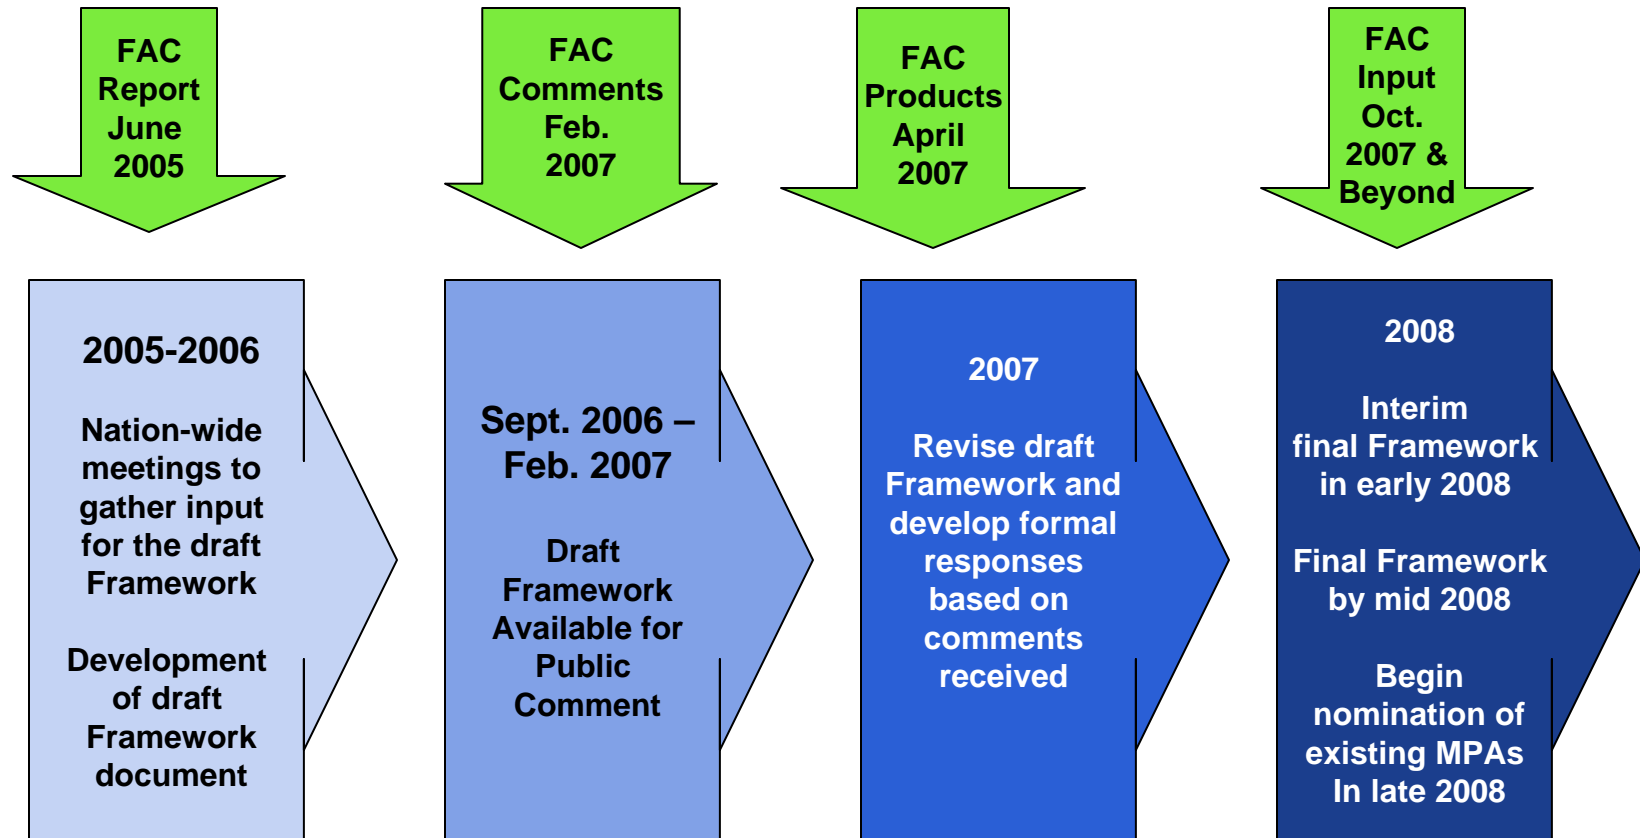 FAC
Report
June
2005
FAC
Comments
Feb.
2007
FAC
Products
April
2007
FAC
Input
Oct.
2007 &
Beyond
2005-2006
Nation-wide
meetings to
gather input
for the draft
Framework
Development
of draft
Framework
document
Sept. 2006 –
Feb. 2007
Draft
Framework
Available for
Public
Comment
2007
Revise draft
Framework and
develop formal
responses
based on
comments
received
2008
Interim
final Framework
in early 2008
Final Framework
by mid 2008
Begin
nomination of
existing MPAs
In late 2008